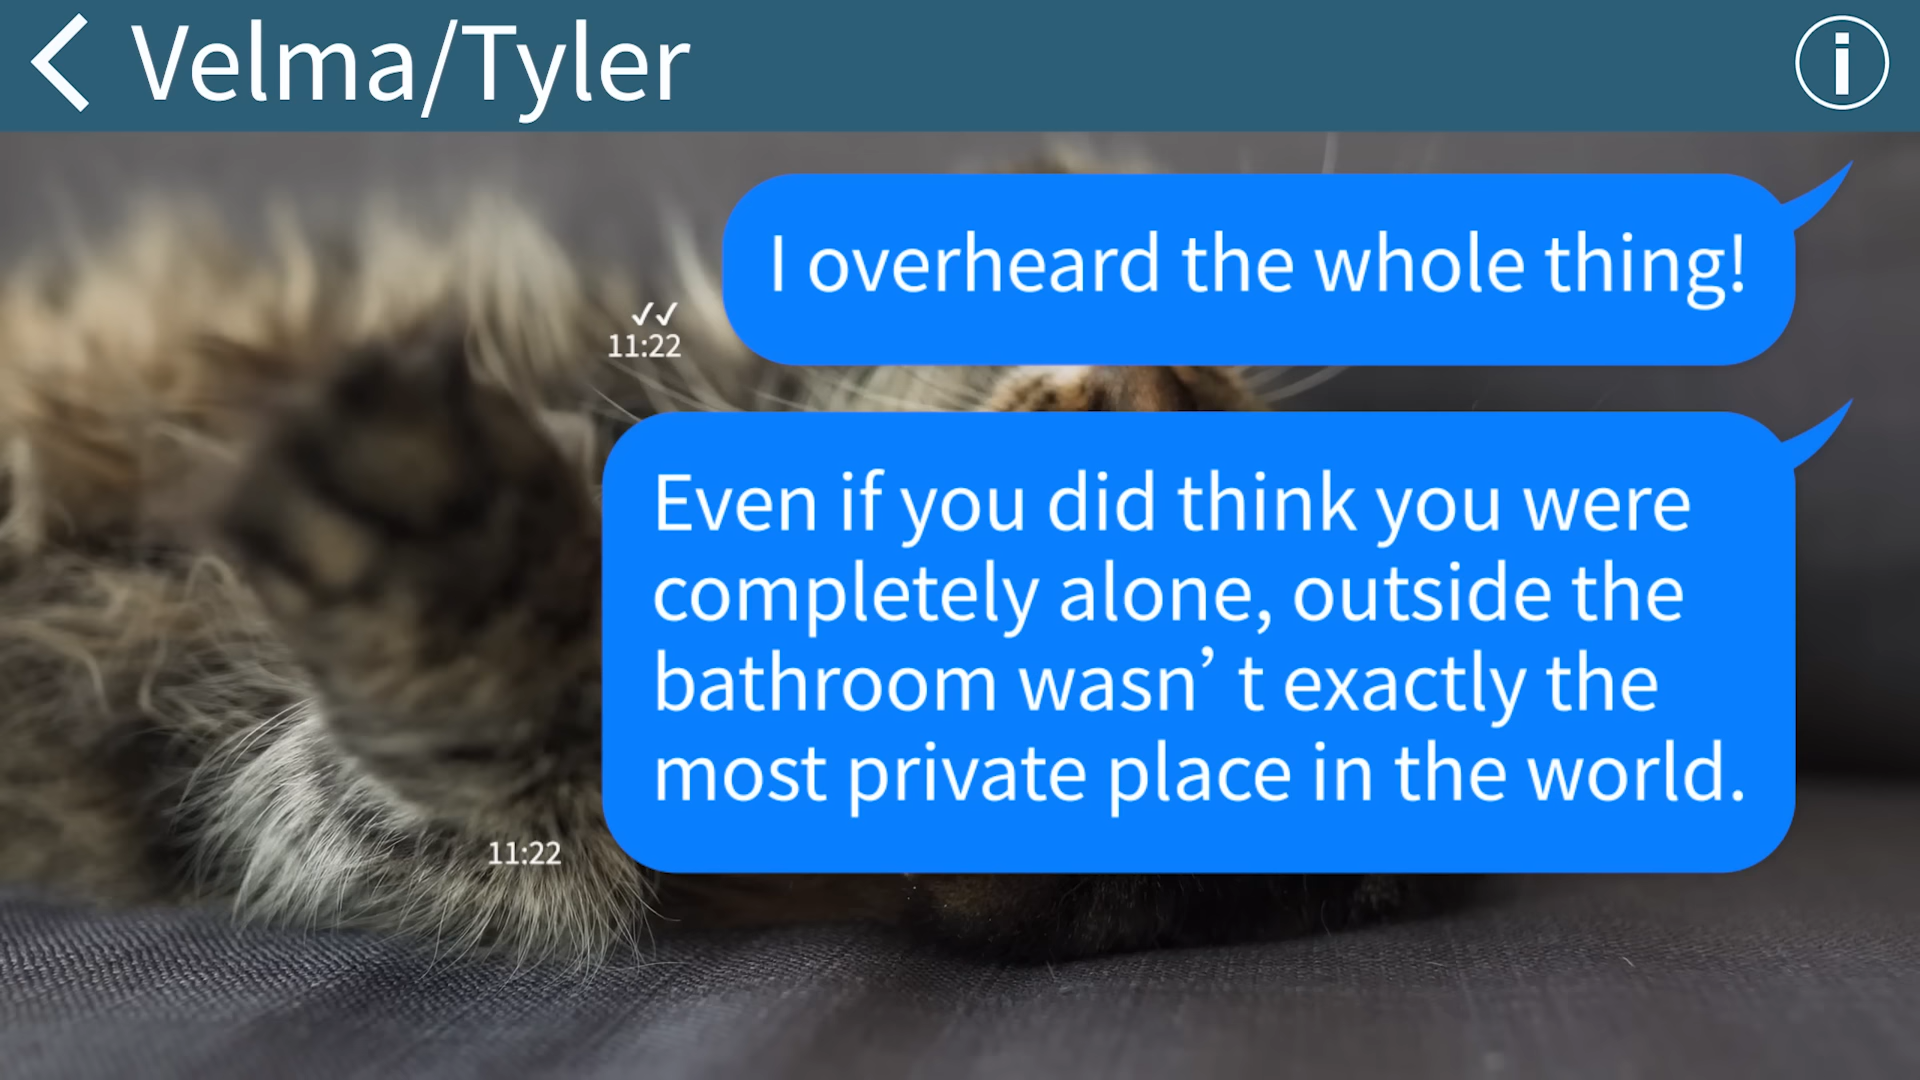 Velma/Tyler
I overheard the whole thing!
✓✓
11:22
Even if you did think you were
completely alone, outside the
bathroom wasn’ t exactly the
most private place in the world.
11:22